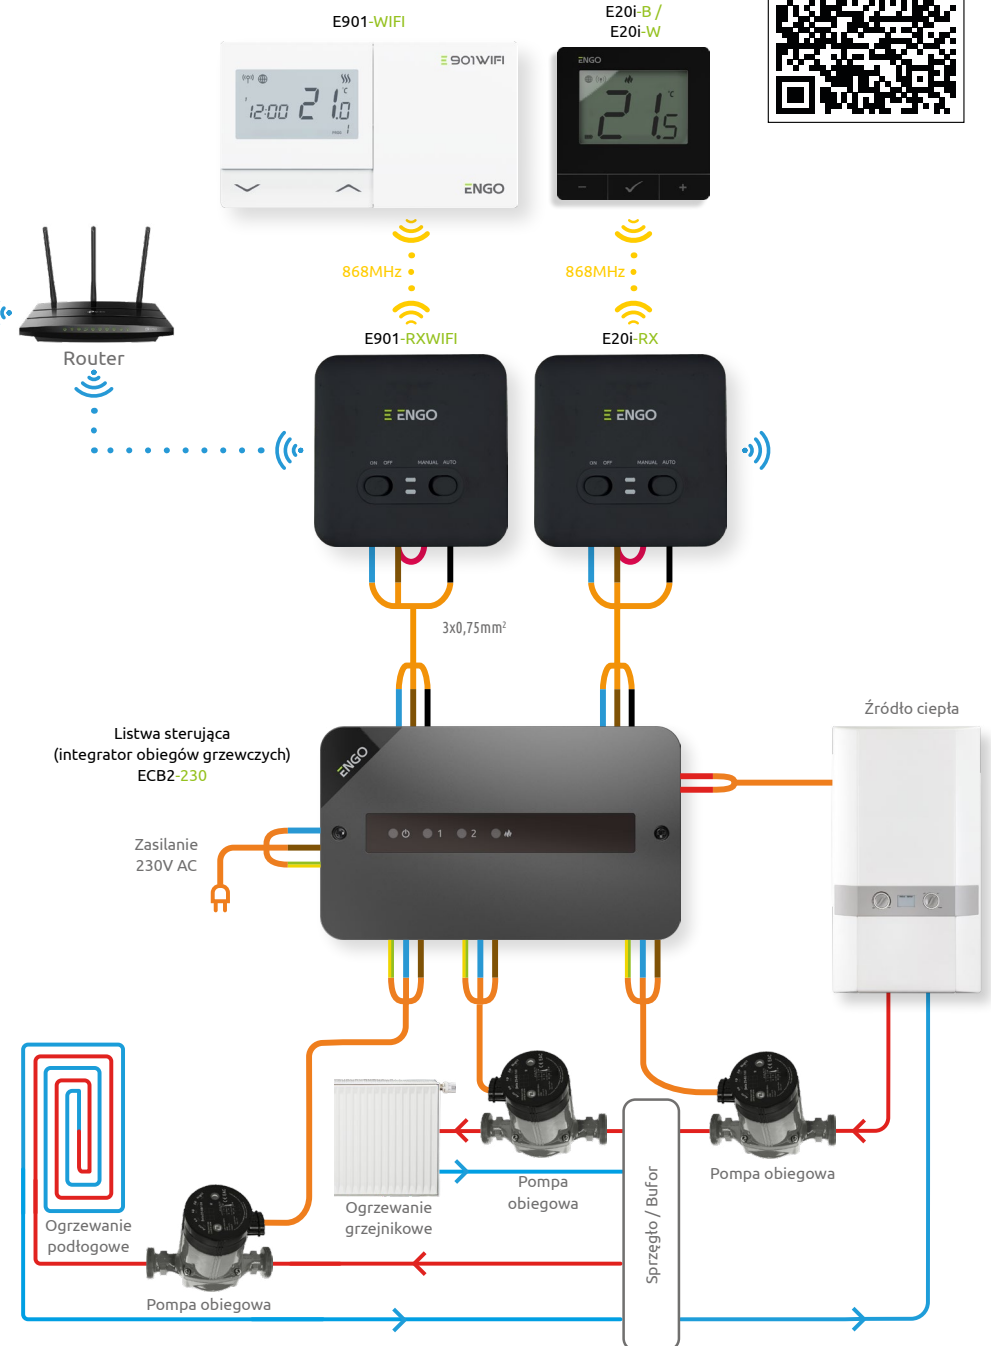 E901-WIFI
E20i-B /
E20i-W
901WIFI
12:00 21.0 °C
ENGO
ENGO
21.5 °C
868MHz
868MHz
Router
E901-RXWIFI
E20i-RX
ENGO
ON OFF MANUAL AUTO
ENGO
ON OFF MANUAL AUTO
3x0,75mm²
Źródło ciepła
Listwa sterująca
(integrator obiegów grzewczych)
ECB2-230
ENGO
1 2
Zasilanie
230V AC
Ogrzewanie
podłogowe
Pompa obiegowa
Ogrzewanie
grzejnikowe
Pompa
obiegowa
Sprzęgło / Bufor
Pompa obiegowa